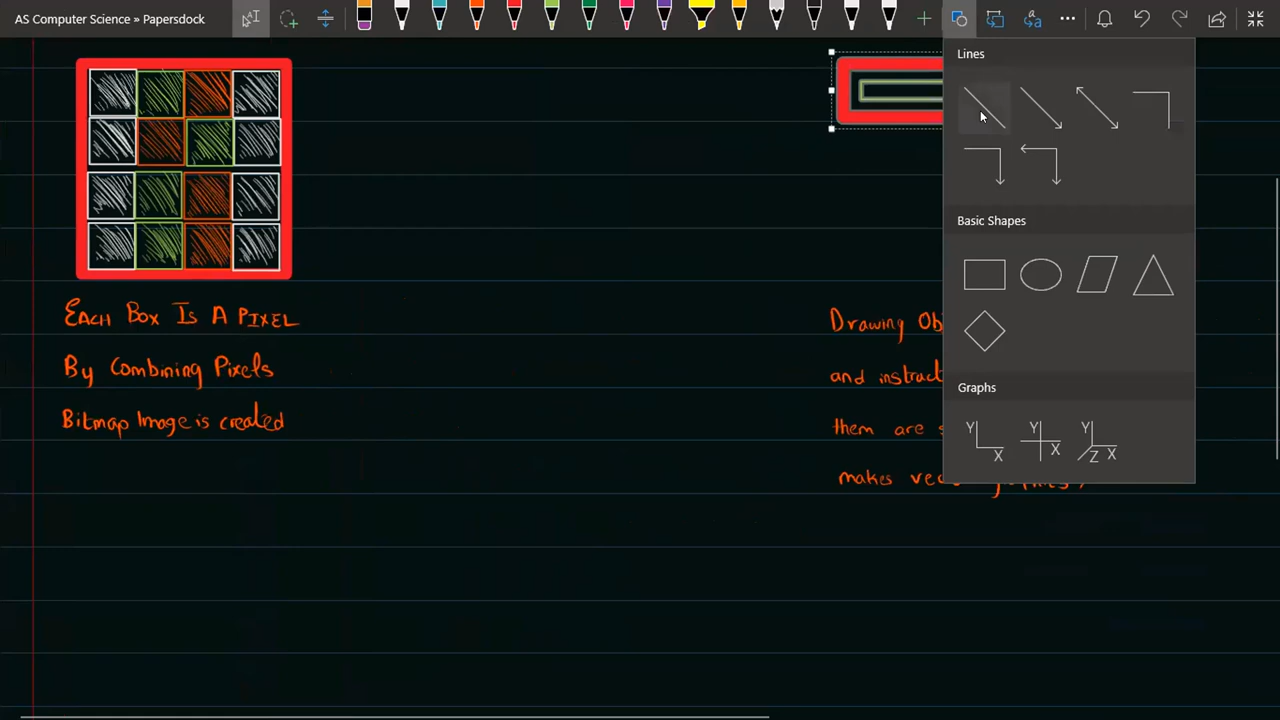 AS Computer Science » Papersdock
Lines
Basic Shapes
Graphs
Y X
Y X
Y Z X
EACH BOX IS A PIXEL
By Combining Pixels
Bitmap Image is created
Drawing Ob
and instruct
them are s
makes